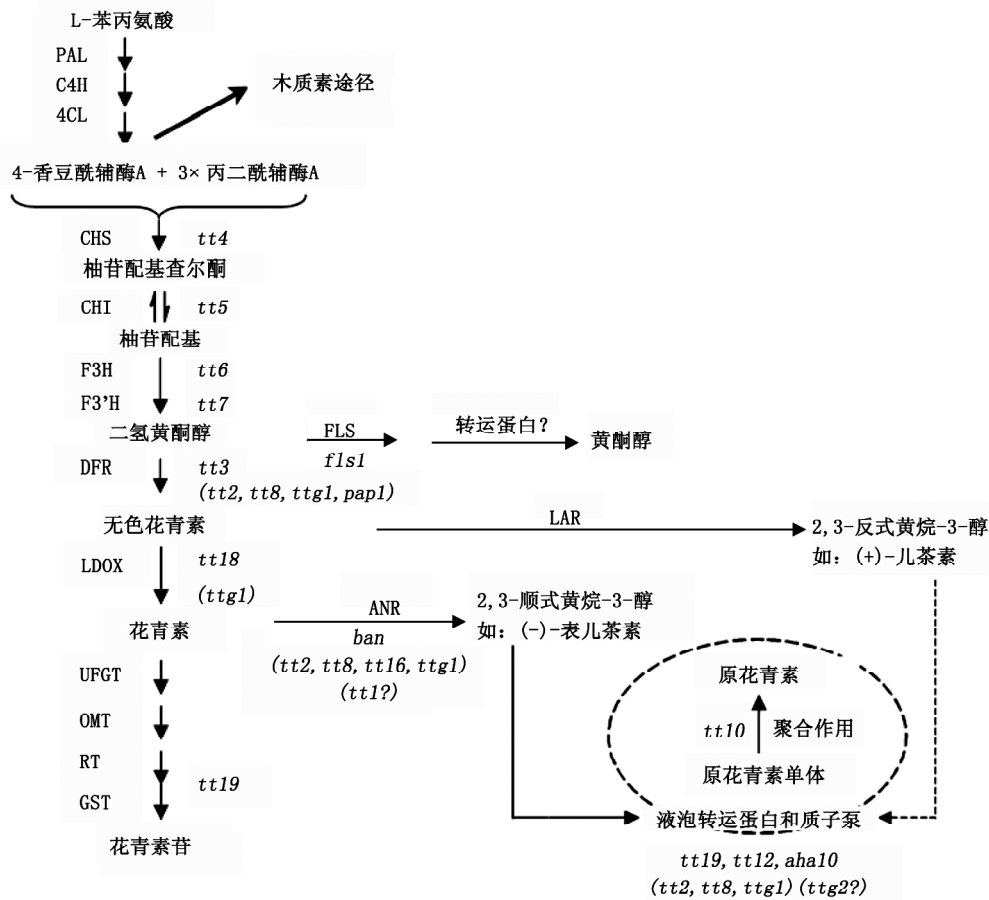 L-苯丙氨酸
PAL
C4H
木质素途径
4CL
4-香豆酰辅酶A + 3× 丙二酰辅酶A
CHS tt4
柚苷配基查尔酮
CHI tt5
柚苷配基
F3H tt6
F3'H tt7
二氢黄酮醇
FLS
fls1
转运蛋白?
黄酮醇
DFR tt3
(tt2, tt8, ttg1, pap1)
无色花青素
LAR
2,3-反式黄烷-3-醇
如: (+)-儿茶素
LDOX tt18
(ttg1)
花青素
ANR
ban
(tt2, tt8, tt16, ttg1)
(tt1?)
2,3-顺式黄烷-3-醇
如: (-)-表儿茶素
UFGT
OMT
RT
GST
tt19
花青素苷
原花青素
tt10 聚合作用
原花青素单体
液泡转运蛋白和质子泵
tt19, tt12, aha10
(tt2, tt8, ttg1) (ttg2?)